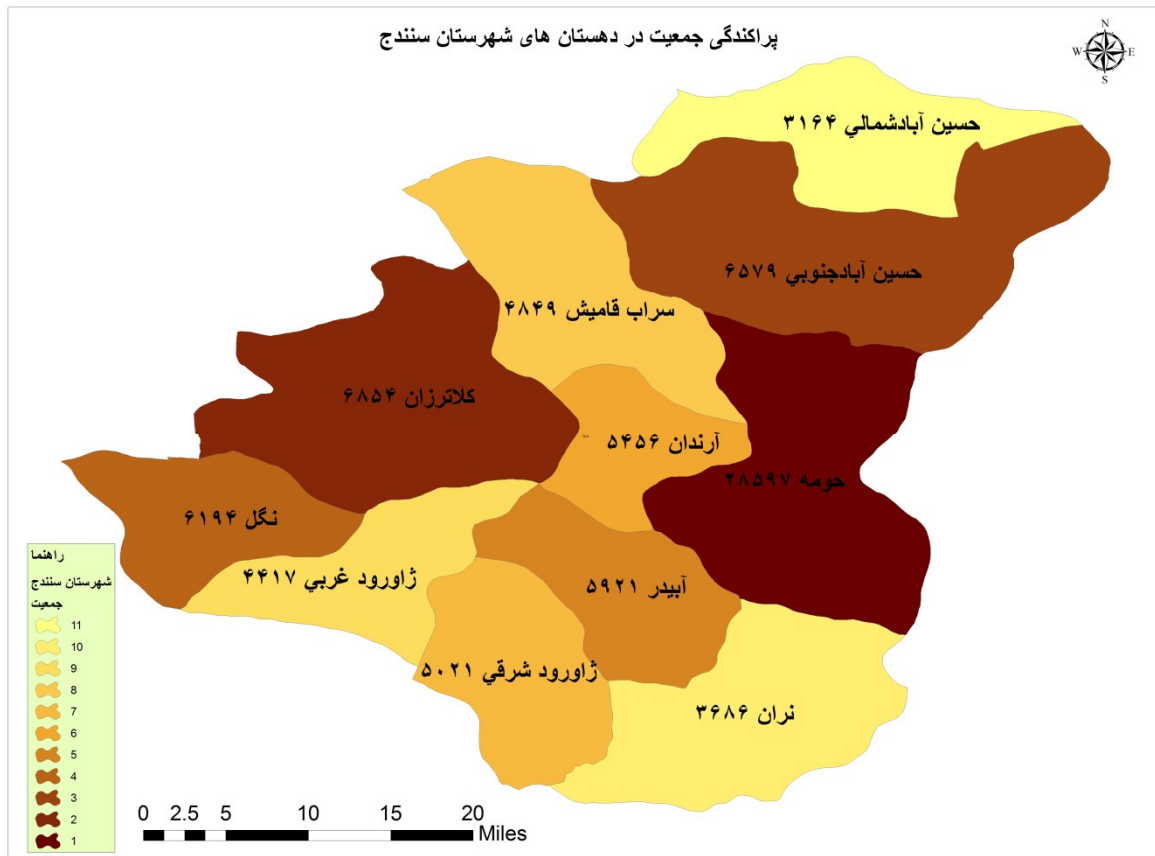 پراکندگی جمعیت در دهستان های شهرستان سنندج
N
W E
S
حسين آبادشمالي ۳۱۶۴
حسين آبادجنوبي ۶۵۷۹
سراب قاميش ۴۸۴۹
كلاترزان ۶۸۵۴
آرندان ۵۴۵۶
حومه ۲۸۵۹۷
نگل ۶۱۹۴
ژاورود غربي ۴۴۱۷
آبيدر ۵۹۲۱
ژاورود شرقي ۵۰۲۱
نران ۳۶۸۶
راهنما
شهرستان سنندج
جمعیت
11
10
9
8
7
6
5
4
3
2
1
0 2.5 5 10 15 20
Miles